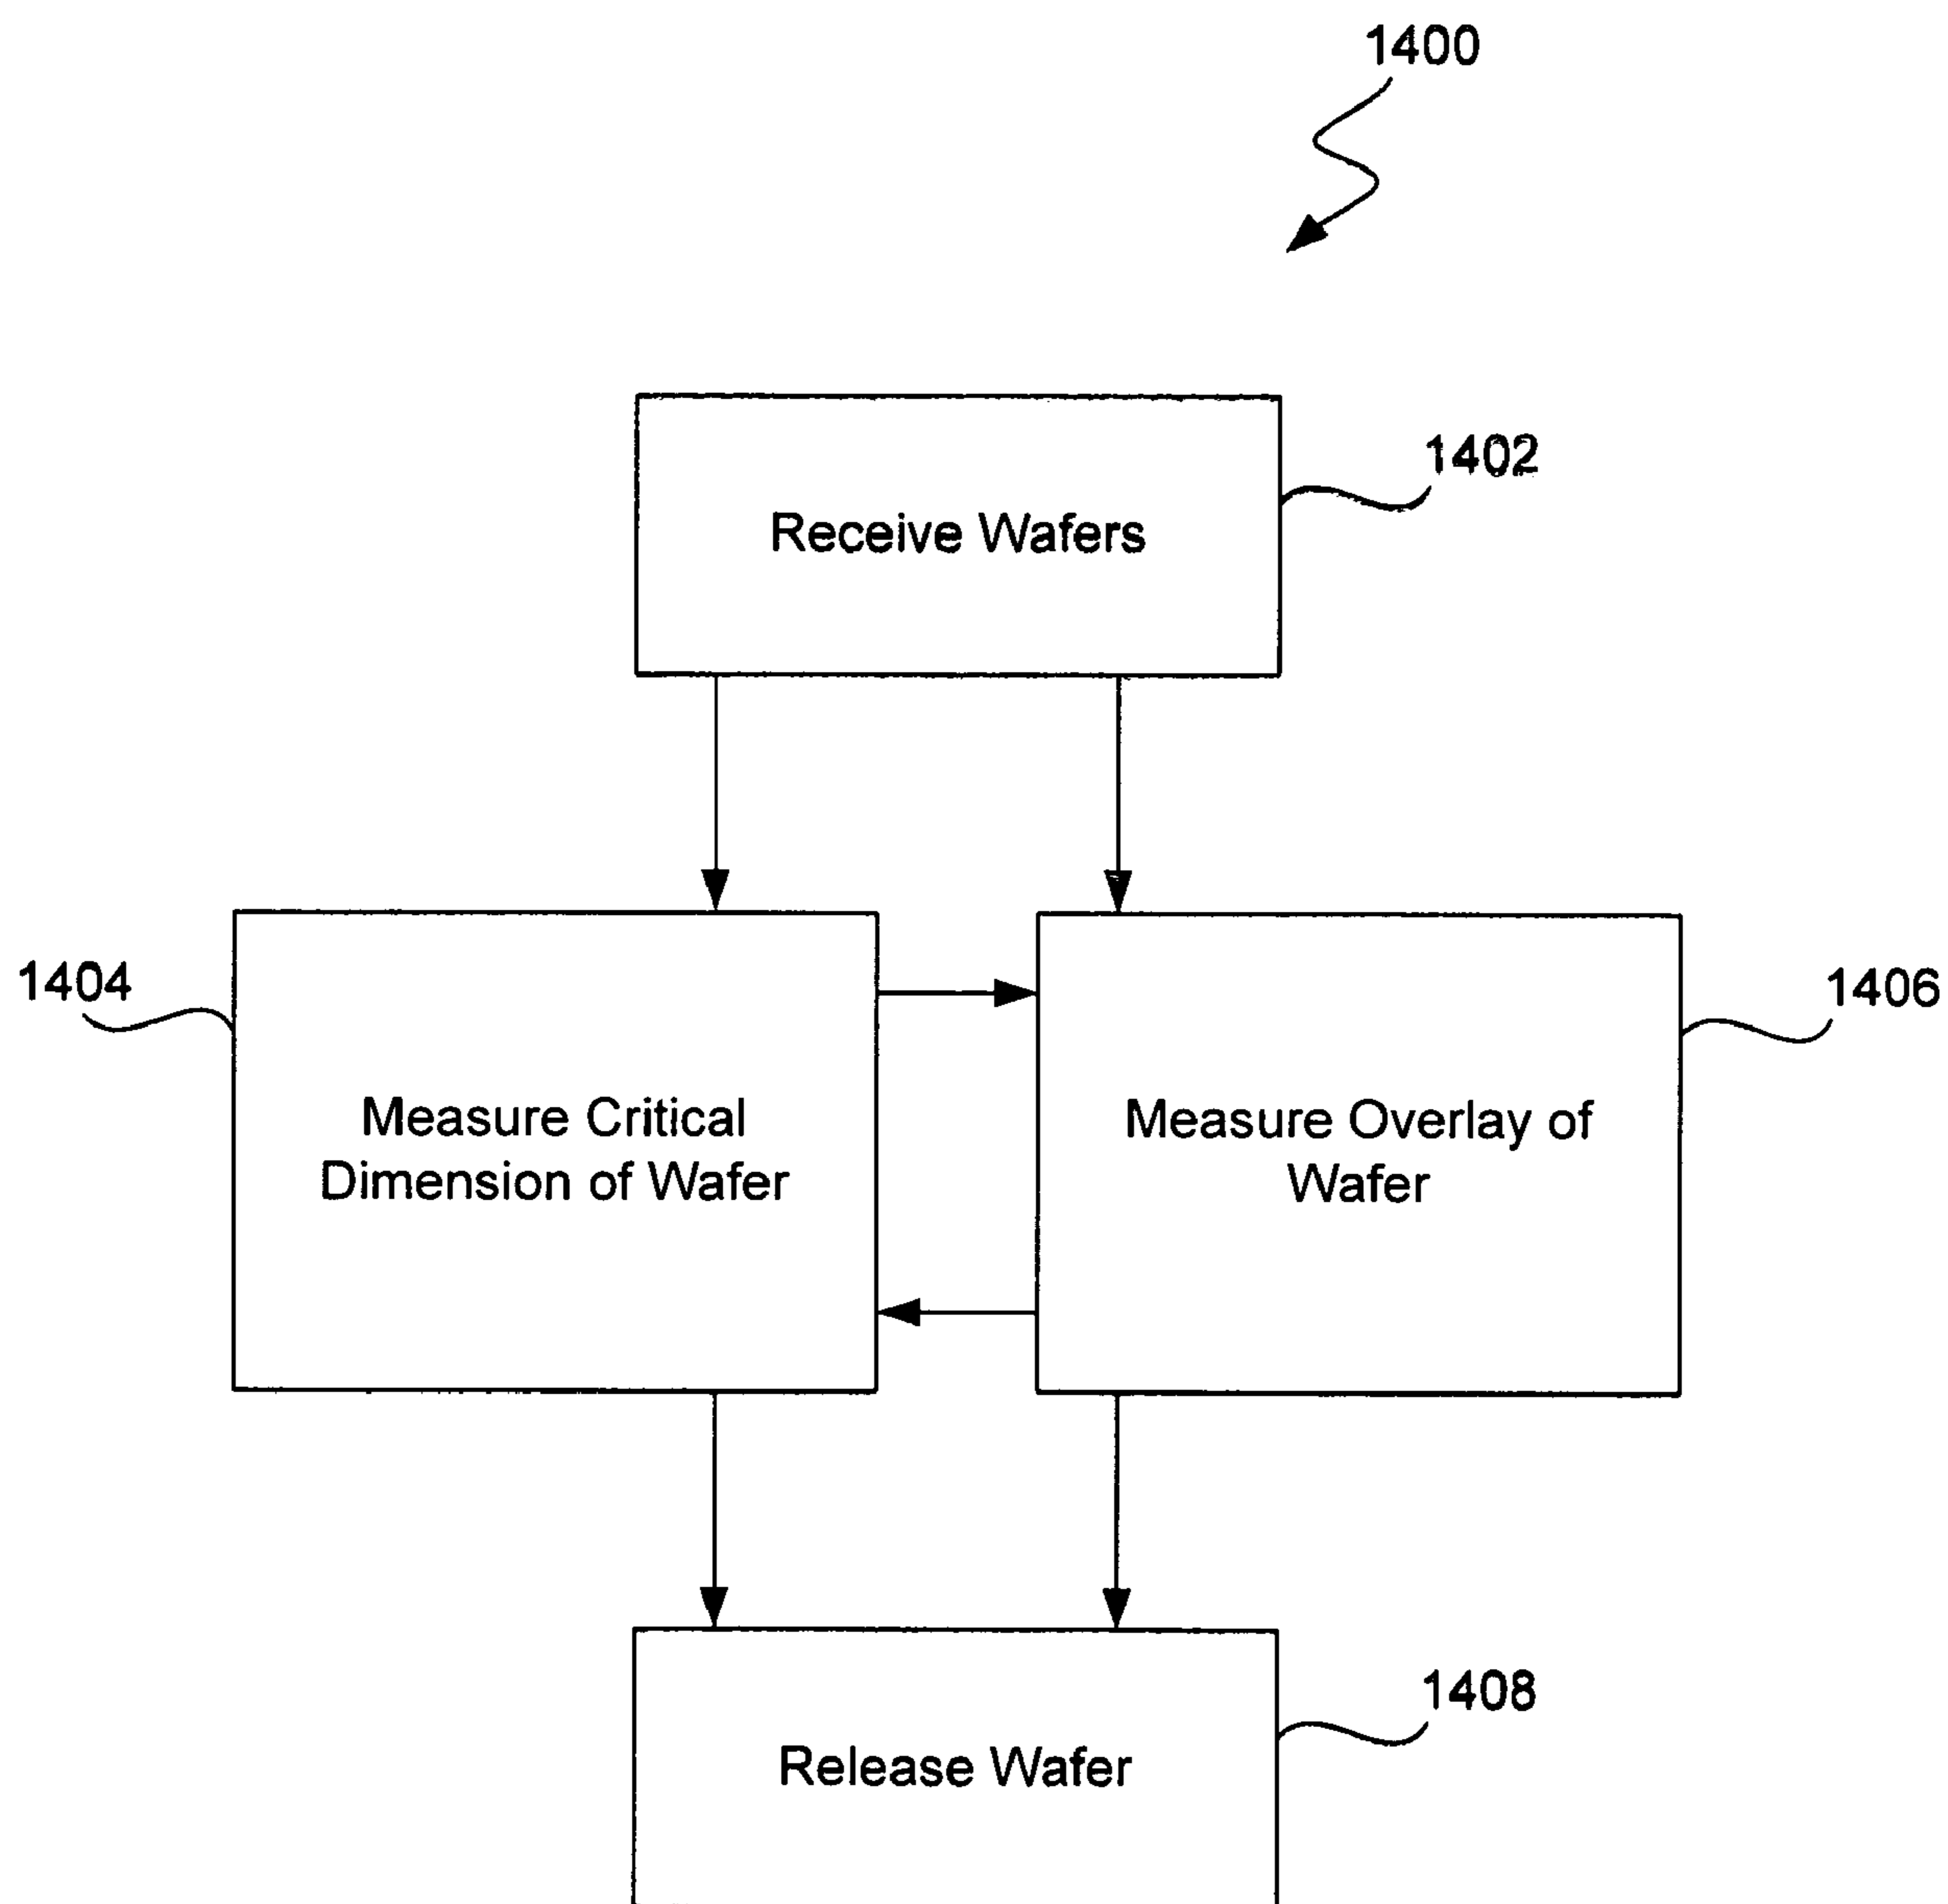 1400
1402
Receive Wafers
1404
1406
Measure Critical
Dimension of Wafer
Measure Overlay of
Wafer
1408
Release Wafer